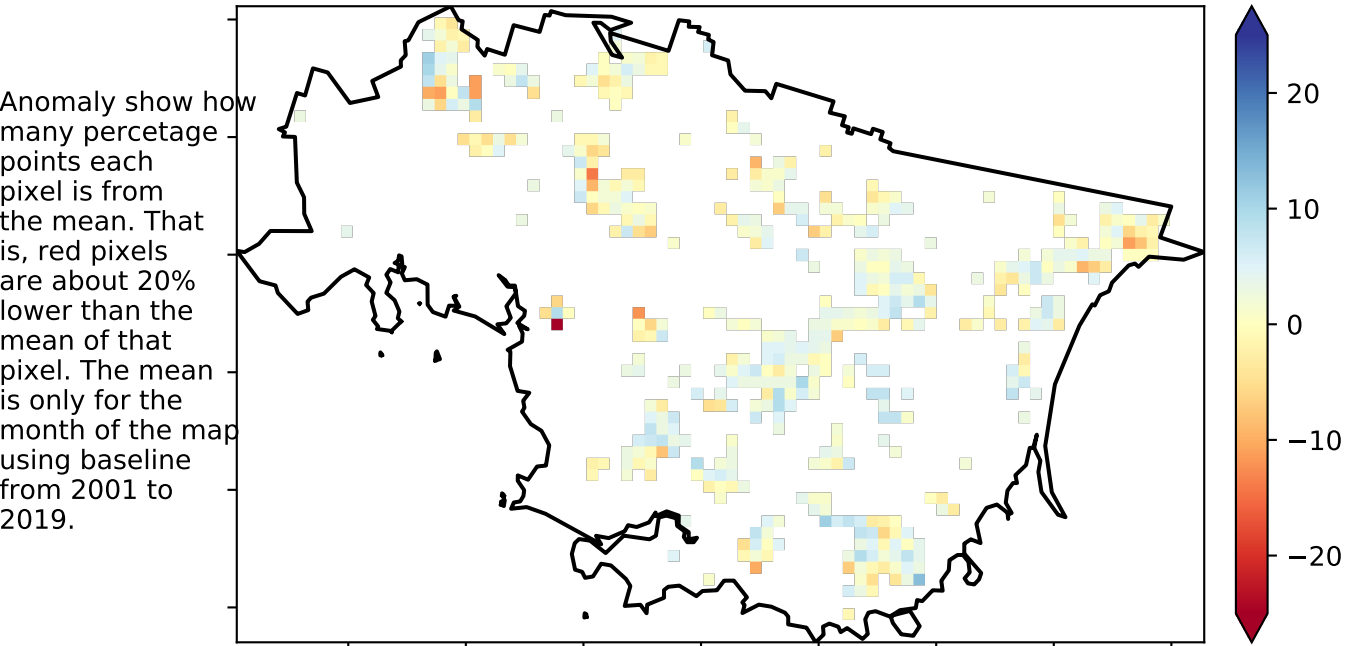 Anomaly show how
many percetage
points each
pixel is from
the mean. That
is, red pixels
are about 20%
lower than the
mean of that
pixel. The mean
is only for the
month of the map
using baseline
from 2001 to
2019.
20
10
0
−10
−20